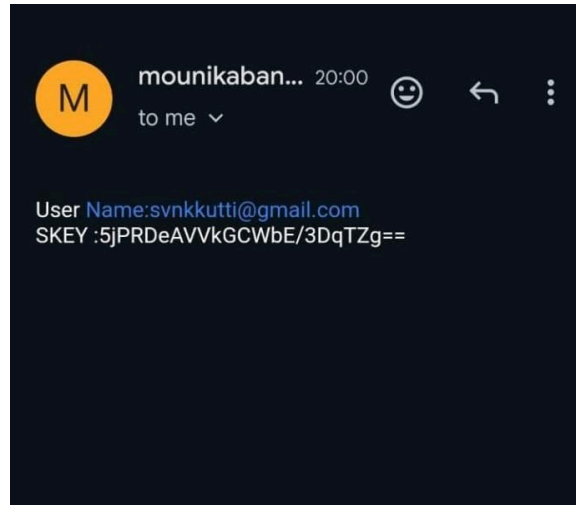 M
mounikaban... 20:00
to me
User Name:svnkkutti@gmail.com
SKEY :5jPRDeAVVkGCWbE/3DqTZg==